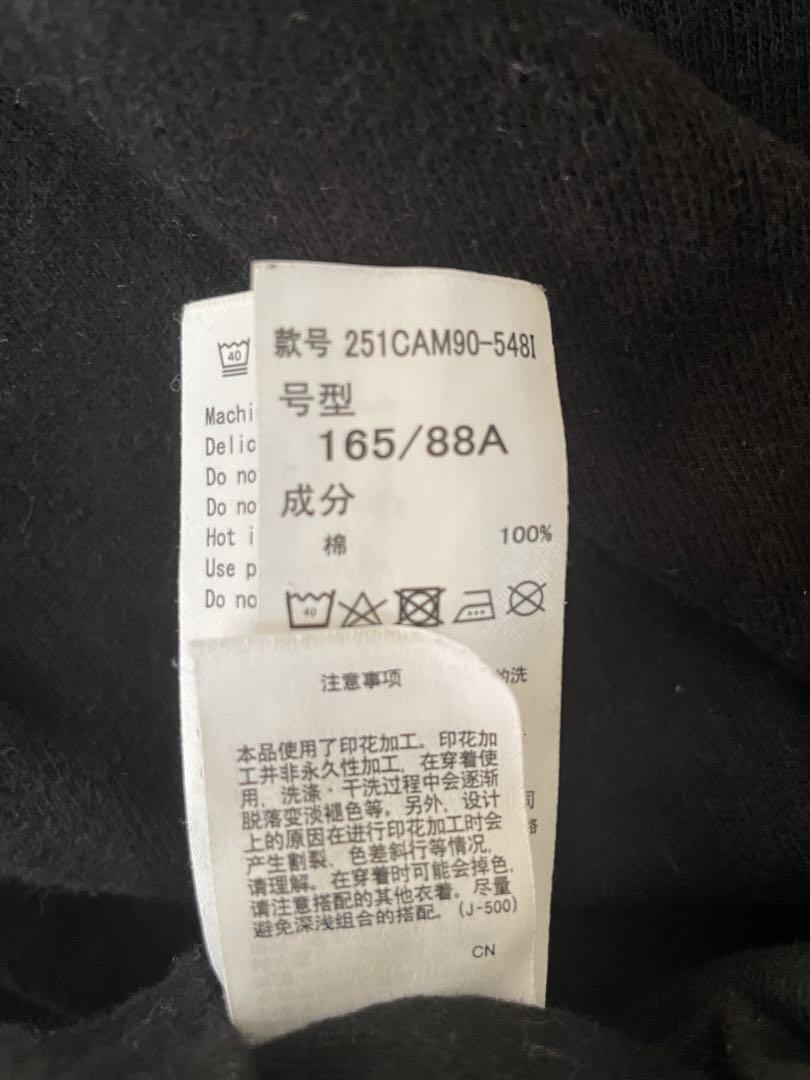 款号 251CAM90-548I
号型
165/88A
成分
棉 100%
40
40
Machi
Delic
Do no
Do no
Hot i
Use p
Do no
的洗
司
路
注意事项
本品使用了印花加工。印花加
工并非永久性加工，在穿着使
用、洗涤·干洗过程中会逐渐
脱落变淡褪色等。另外、设计
上的原因在进行印花加工时会
产生割裂、色差斜行等情况，
请理解。在穿着时可能会掉色，
请注意搭配的其他衣着。尽量
避免深浅组合的搭配。(J-500)
CN